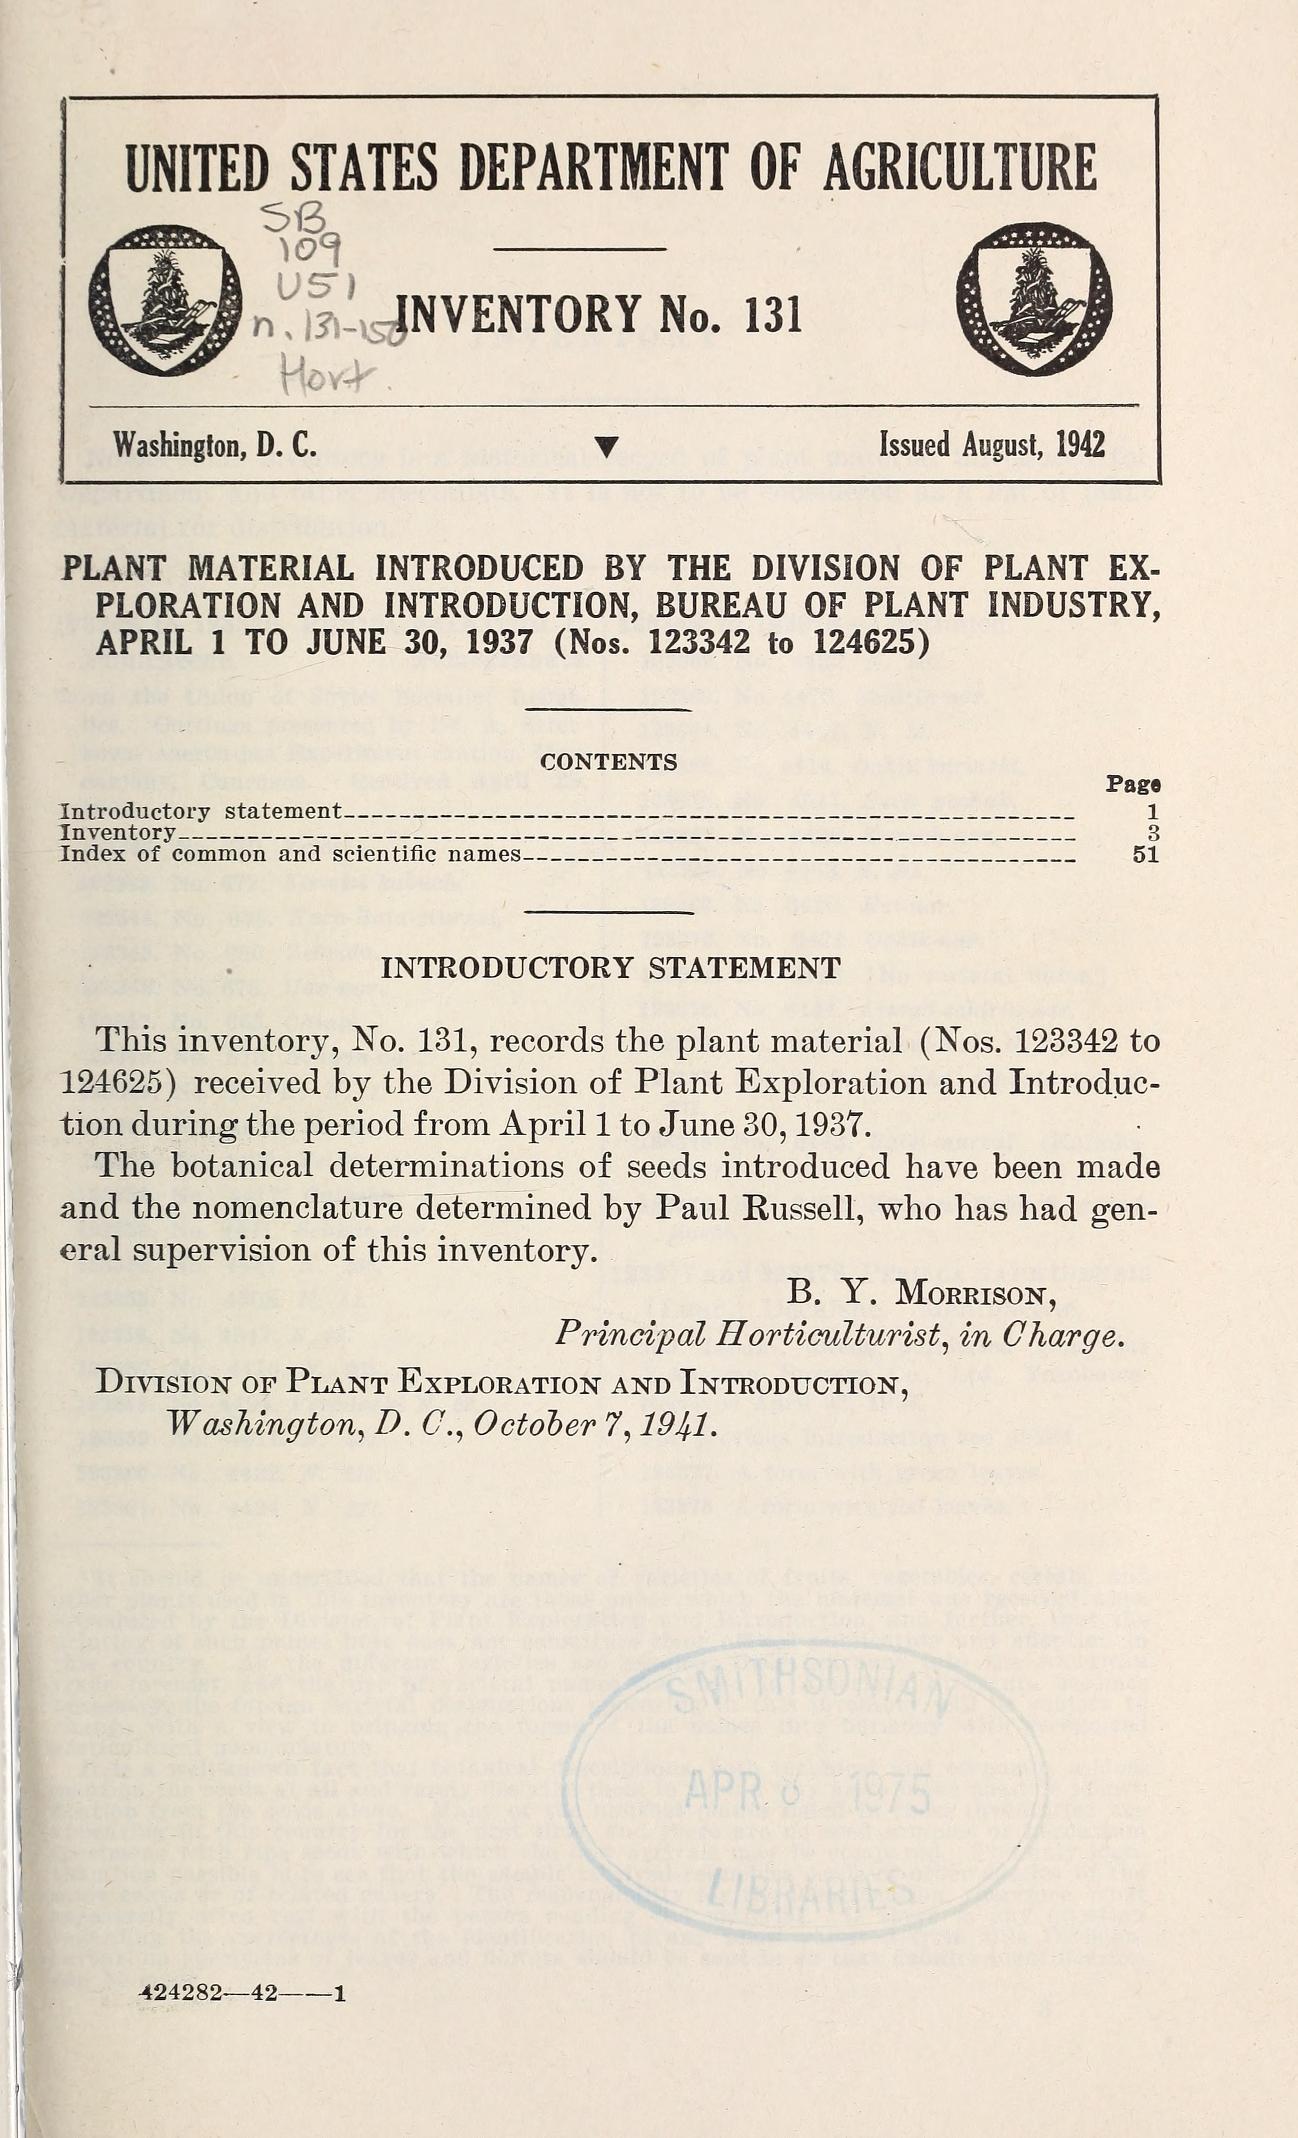 UNITED STATES DEPARTMENT OF AGRICULTURE
SB
109
U51
n. 131-150
Hort.
INVENTORY No. 131
Washington, D. C. ▼ Issued August, 1942
PLANT MATERIAL INTRODUCED BY THE DIVISION OF PLANT EX-
PLORATION AND INTRODUCTION, BUREAU OF PLANT INDUSTRY,
APRIL 1 TO JUNE 30, 1937 (Nos. 123342 to 124625)
CONTENTS
Page
Introductory statement 1
Inventory 3
Index of common and scientific names 51
INTRODUCTORY STATEMENT
This inventory, No. 131, records the plant material (Nos. 123342 to
124625) received by the Division of Plant Exploration and Introduc-
tion during the period from April 1 to June 30, 1937.
The botanical determinations of seeds introduced have been made
and the nomenclature determined by Paul Russell, who has had gen-
eral supervision of this inventory.
B. Y. MORRISON,
Principal Horticulturist, in Charge.
DIVISION OF PLANT EXPLORATION AND INTRODUCTION,
Washington, D. C., October 7, 1941.
SMITHSONIAN
APR 8 1975
LIBRARIES
424282—42——1